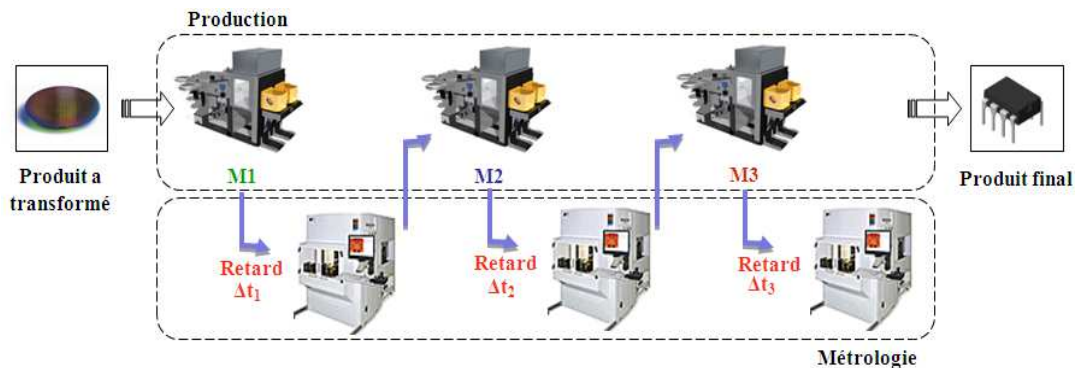 Production
Produit a
transformé
M1
M2
M3
Produit final
Retard
Δt1
Retard
Δt2
Retard
Δt3
Métrologie